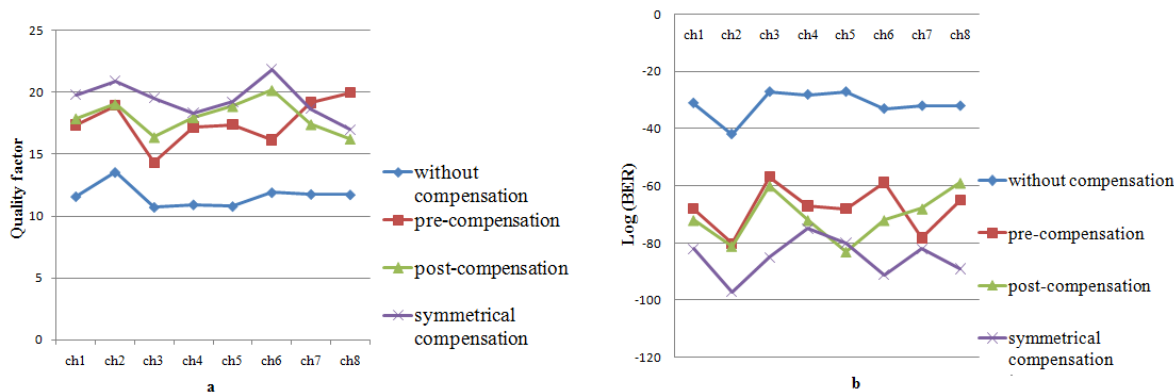 25
20
15
10
5
0
Quality factor
ch1 ch2 ch3 ch4 ch5 ch6 ch7 ch8
without
compensation
pre-compensation
post-compensation
symmetrical
compensation
a
0
-20
-40
-60
-80
-100
-120
Log (BER)
ch1 ch2 ch3 ch4 ch5 ch6 ch7 ch8
without compensation
pre-compensation
post-compensation
symmetrical
compensation
b